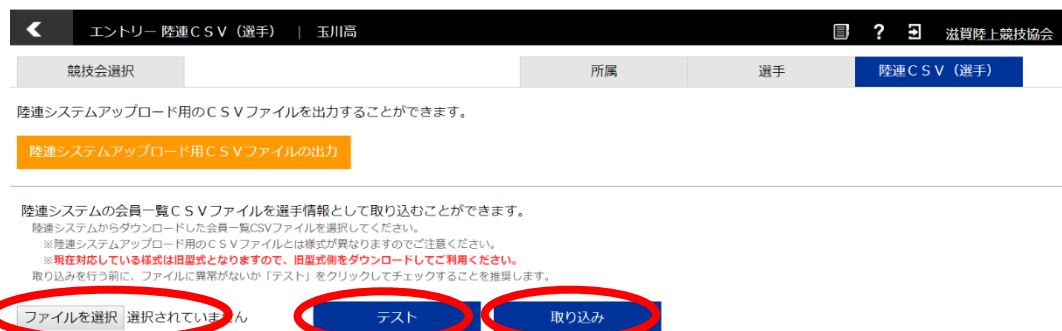 エントリー 陸連ＣＳＶ（選手） ｜ 玉川高 ? 滋賀陸上競技協会
競技会選択 所属 選手 陸連ＣＳＶ（選手）
陸連システムアップロード用のＣＳＶファイルを出力することができます。
陸連システムアップロード用ＣＳＶファイルの出力
陸連システムの会員一覧ＣＳＶファイルを選手情報として取り込むことができます。
陸連システムからダウンロードした会員一覧CSVファイルを選択してください。
※陸連システムアップロード用のＣＳＶファイルとは様式が異なりますのでご注意ください。
※現在対応している様式は旧型式となりますので、旧型式側をダウンロードしてご利用ください。
取り込みを行う前に、ファイルに異常がないか「テスト」をクリックしてチェックすることを推奨します。
ファイルを選択 選択されていません テスト 取り込み